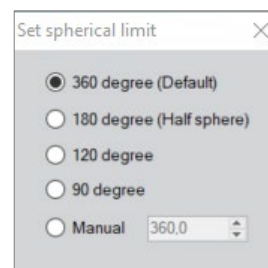 Set spherical limit
360 degree (Default)
180 degree (Half sphere)
120 degree
90 degree
Manual 360,0